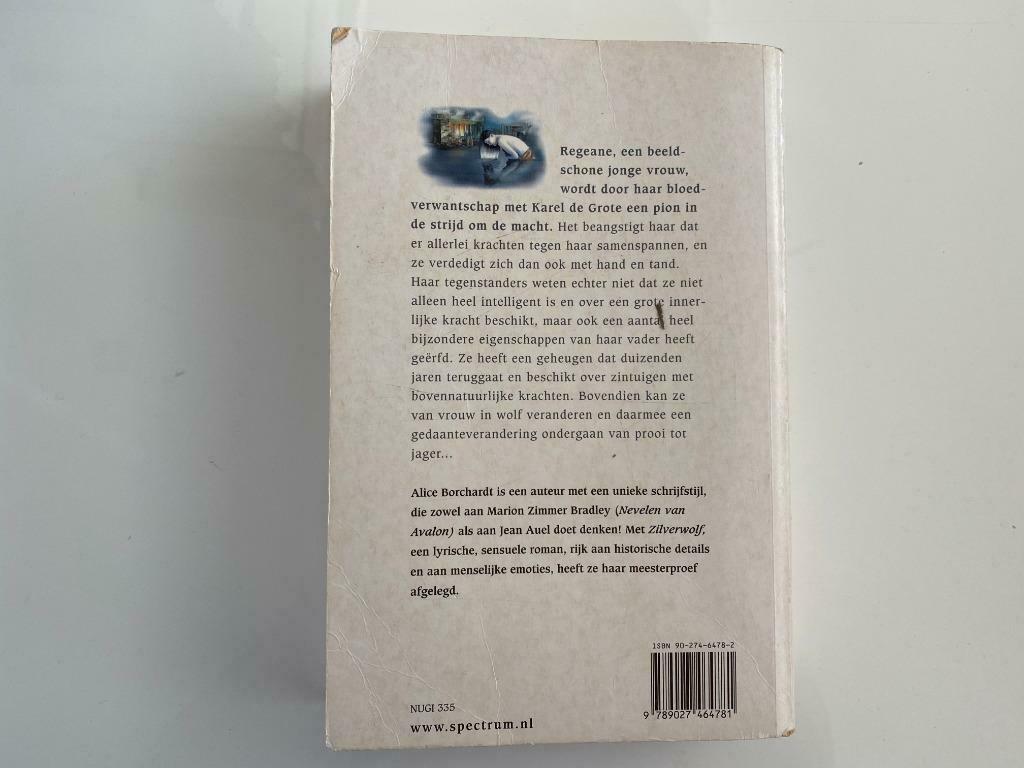 Regeane, een beeld-
schone jonge vrouw,
wordt door haar bloed-
verwantschap met Karel de Grote een pion in
de strijd om de macht. Het beangstigt haar dat
er allerlei krachten tegen haar samenspannen, en
ze verdedigt zich dan ook met hand en tand.
Haar tegenstanders weten echter niet dat ze niet
alleen heel intelligent is en over een grote inner-
lijke kracht beschikt, maar ook een aantal heel
bijzondere eigenschappen van haar vader heeft
geërfd. Ze heeft een geheugen dat duizenden
jaren teruggaat en beschikt over zintuigen met
bovennatuurlijke krachten. Bovendien kan ze
van vrouw in wolf veranderen en daarmee een
gedaanteverandering ondergaan van prooi tot
jager...
Alice Borchardt is een auteur met een unieke schrijfstijl,
die zowel aan Marion Zimmer Bradley (Nevelen van
Avalon) als aan Jean Auel doet denken! Met Zilverwolf,
een lyrische, sensuele roman, rijk aan historische details
en aan menselijke emoties, heeft ze haar meesterproef
afgelegd.
ISBN 90-274-6478-2
9 789027 464781
NUGI 335
www.spectrum.nl